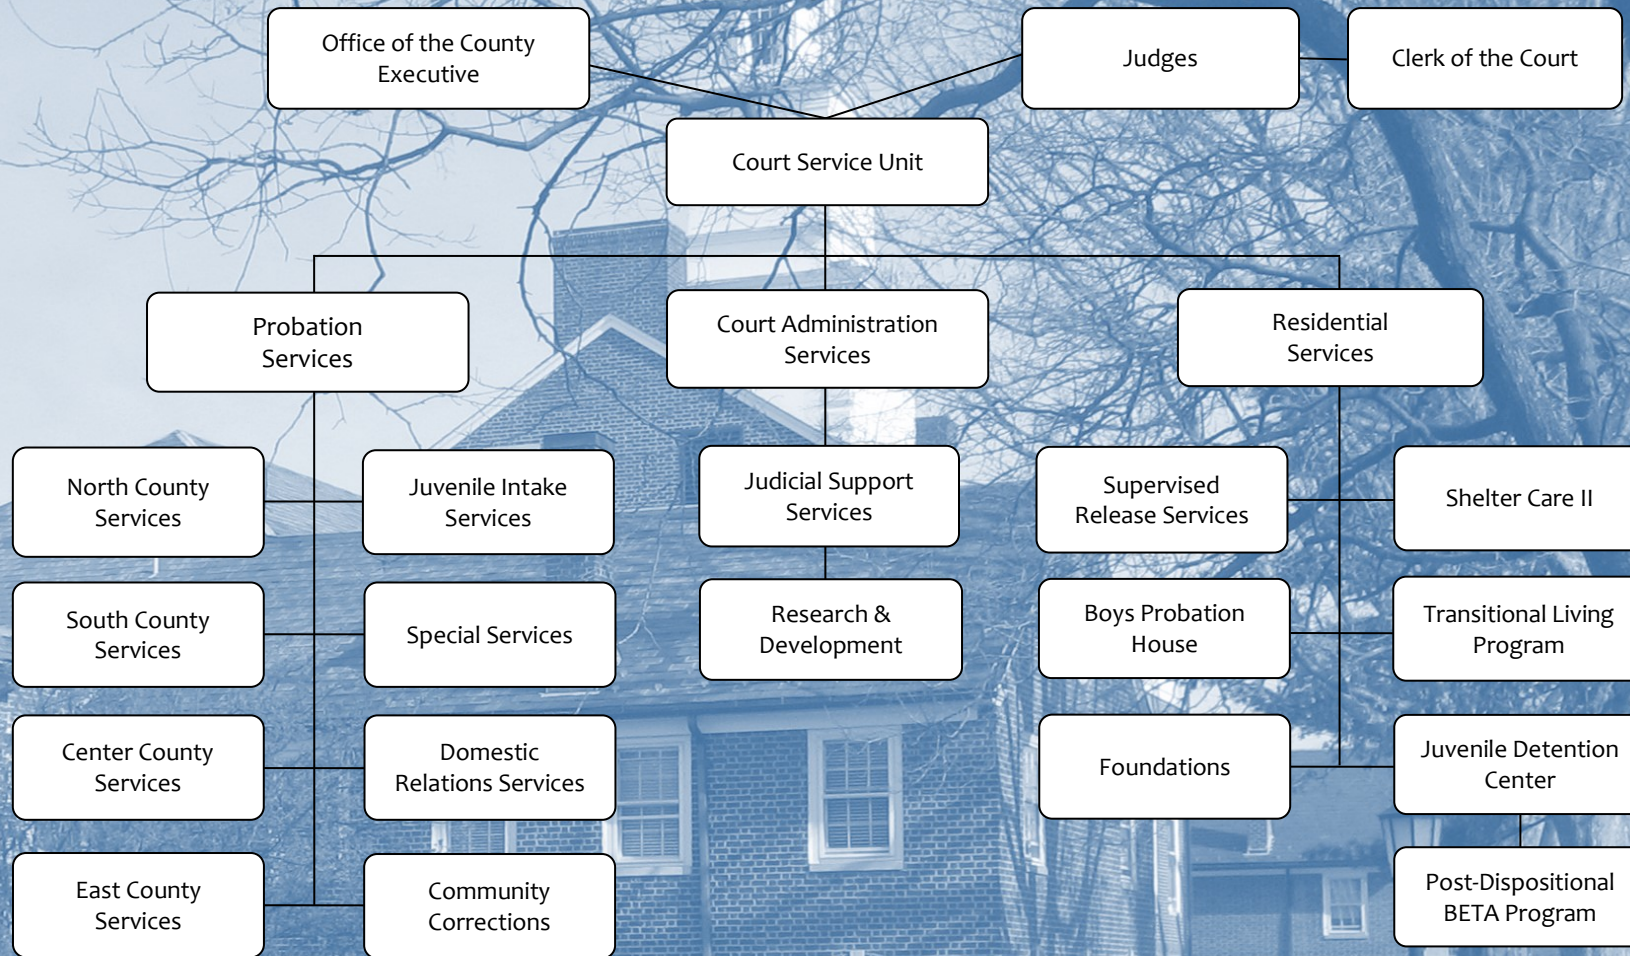 Office of the County
Executive
Judges
Clerk of the Court
Court Service Unit
Probation
Services
Court Administration
Services
Residential
Services
North County
Services
Juvenile Intake
Services
Judicial Support
Services
Supervised
Release Services
Shelter Care II
South County
Services
Special Services
Research &
Development
Boys Probation
House
Transitional Living
Program
Center County
Services
Domestic
Relations Services
Foundations
Juvenile Detention
Center
East County
Services
Community
Corrections
Post-Dispositional
BETA Program